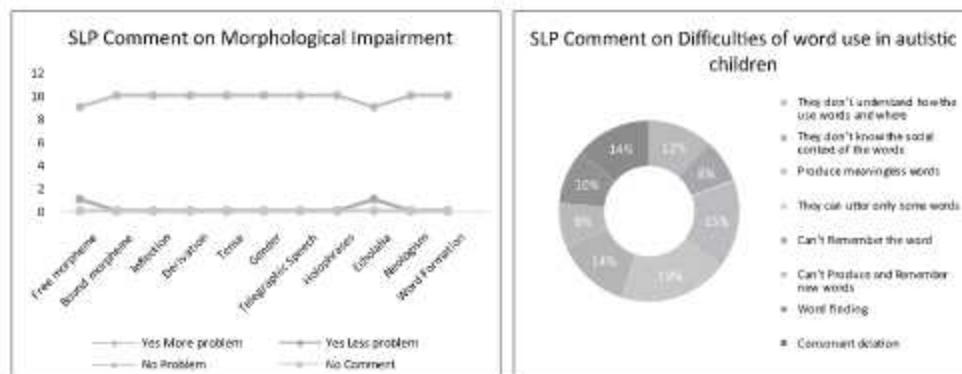 SLP Comment on Morphological Impairment
12
10
8
6
4
2
0
Free morpheme
Bound morpheme
Inflection
Derivation
Tense
Gender
Telegraphic Speech
Holophrases
Echolalia
Neologism
Word Formation
Yes More problem
Yes Less problem
No Problem
No Comment
SLP Comment on Difficulties of word use in autistic
children
12%
8%
15%
19%
14%
8%
10%
14%
They don't understand how the
use words and where
They don't know the social
context of the words
Produce meaningless words
They can utter only some words
Can't Remember the word
Can't Produce and Remember
new words
Word finding
Consonant deletion